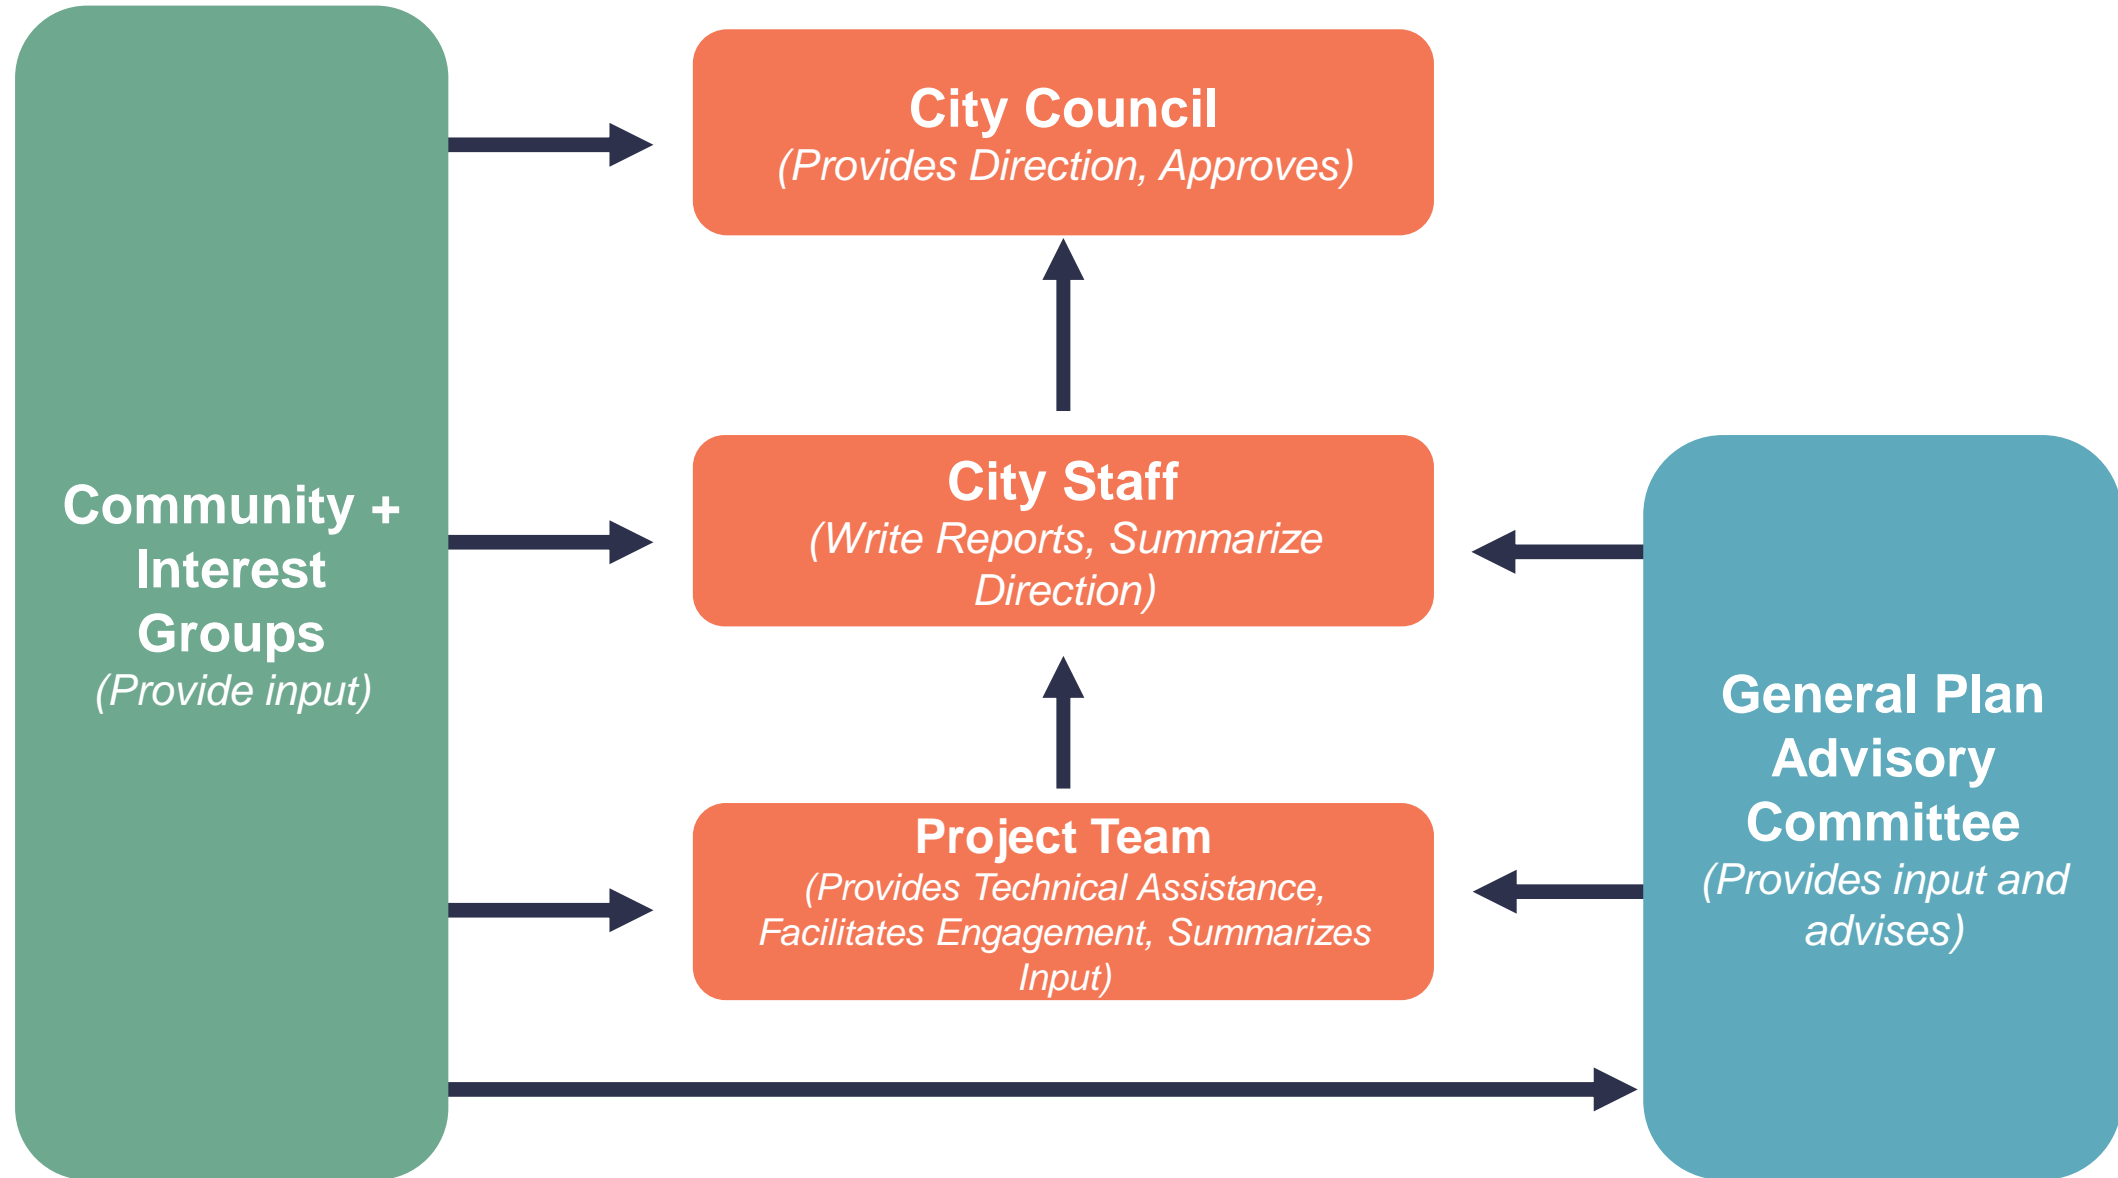 City Council
(Provides Direction, Approves)
Community +
Interest
Groups
(Provide input)
City Staff
(Write Reports, Summarize
Direction)
Project Team
(Provides Technical Assistance,
Facilitates Engagement, Summarizes
Input)
General Plan
Advisory
Committee
(Provides input and
advises)